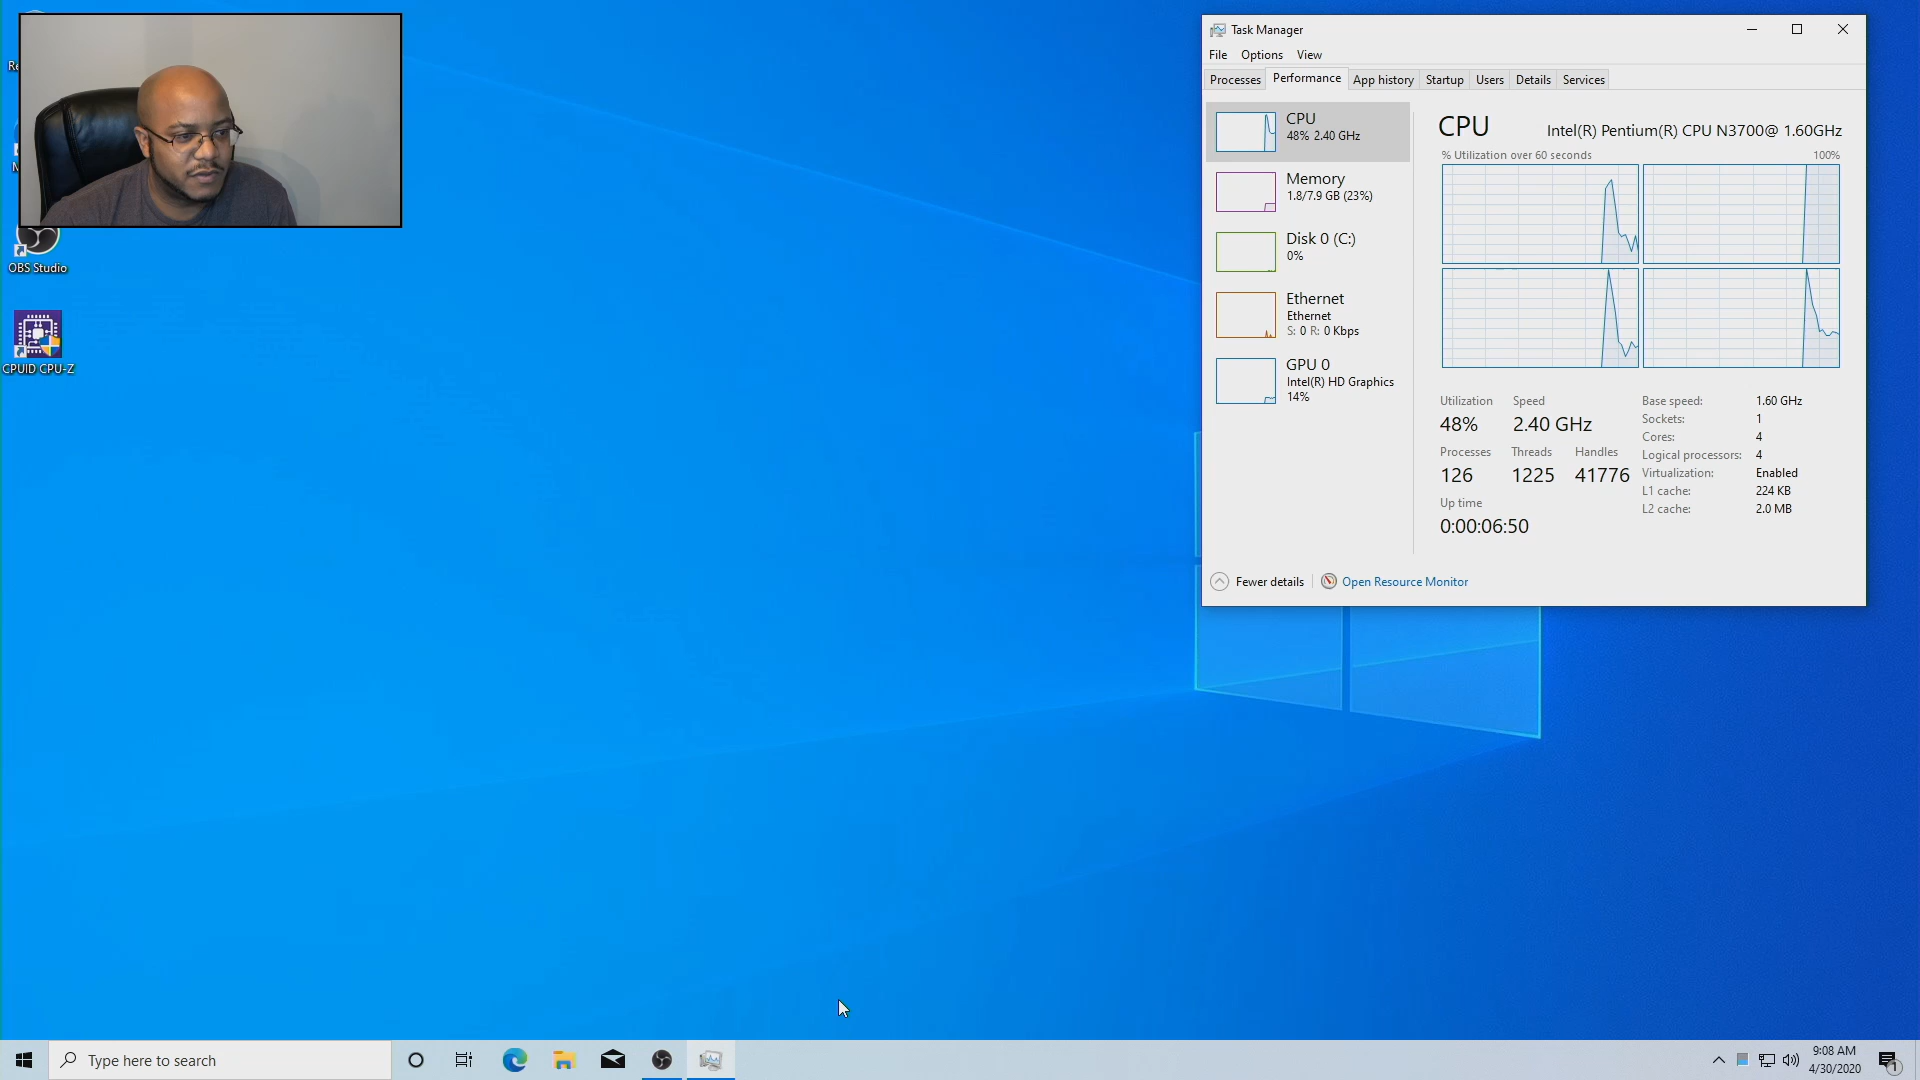 Re
OBS Studio
CPUID CPU-Z
Task Manager
File Options View
Processes Performance App history Startup Users Details Services
CPU
48% 2.40 GHz
Memory
1.8/7.9 GB (23%)
Disk 0 (C:)
0%
Ethernet
Ethernet
S: 0 R: 0 Kbps
GPU 0
Intel(R) HD Graphics
14%
CPU Intel(R) Pentium(R) CPU N3700@ 1.60GHz
% Utilization over 60 seconds 100%
Utilization Speed
48% 2.40 GHz
Processes Threads Handles
126 1225 41776
Up time
0:00:06:50
Base speed: 1.60 GHz
Sockets: 1
Cores: 4
Logical processors: 4
Virtualization: Enabled
L1 cache: 224 KB
L2 cache: 2.0 MB
Fewer details Open Resource Monitor
Type here to search
9:08 AM
4/30/2020
1